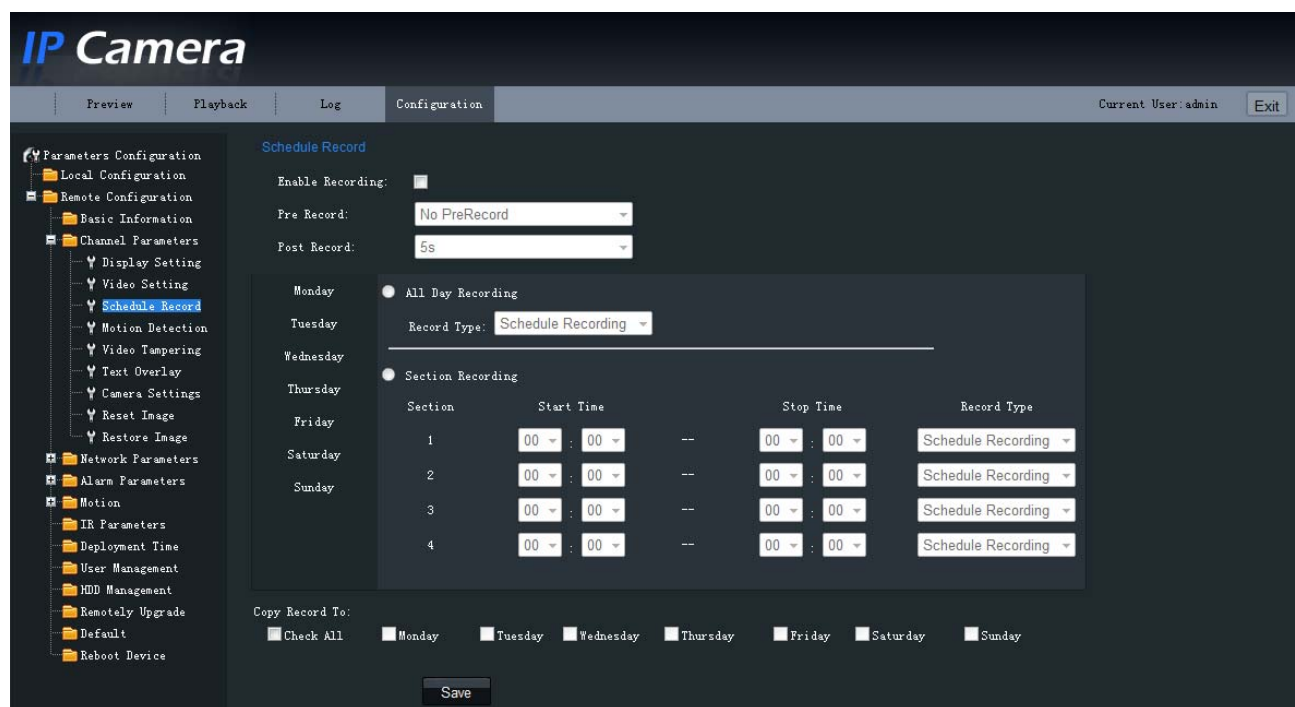 IP Camera
Preview Playback Log Configuration Current User:admin Exit
Parameters Configuration
Local Configuration
Remote Configuration
Basic Information
Channel Parameters
Display Setting
Video Setting
Schedule Record
Motion Detection
Video Tampering
Text Overlay
Camera Settings
Reset Image
Restore Image
Network Parameters
Alarm Parameters
Motion
IR Parameters
Deployment Time
User Management
HDD Management
Remotely Upgrade
Default
Reboot Device
Schedule Record
Enable Recording:
Pre Record: No PreRecord
Post Record: 5s
Monday
Tuesday
Wednesday
Thursday
Friday
Saturday
Sunday
All Day Recording
Record Type: Schedule Recording
Section Recording
Section Start Time Stop Time Record Type
1 00 : 00 -- 00 : 00 Schedule Recording
2 00 : 00 -- 00 : 00 Schedule Recording
3 00 : 00 -- 00 : 00 Schedule Recording
4 00 : 00 -- 00 : 00 Schedule Recording
Copy Record To:
Check All Monday Tuesday Wednesday Thursday Friday Saturday Sunday
Save